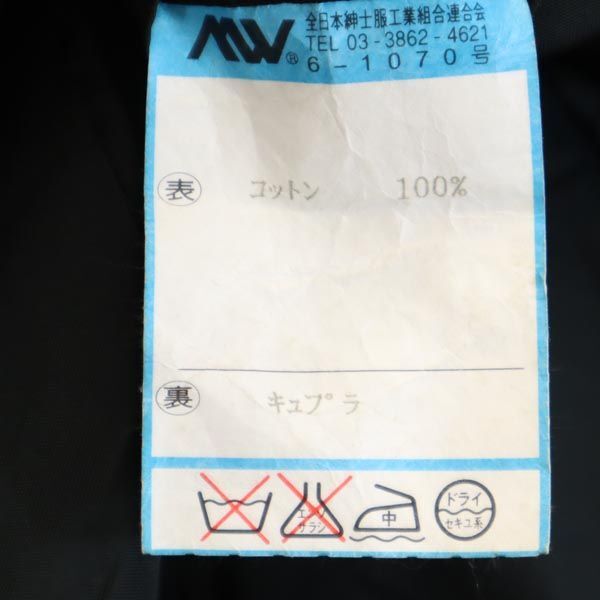 MW® 全日本紳士服工業組合連合会
TEL 03-3862-4621
6-1070号
表 コットン 100%
裏 キュプラ
エンソ サラシ
中
ドライ
セキユ系